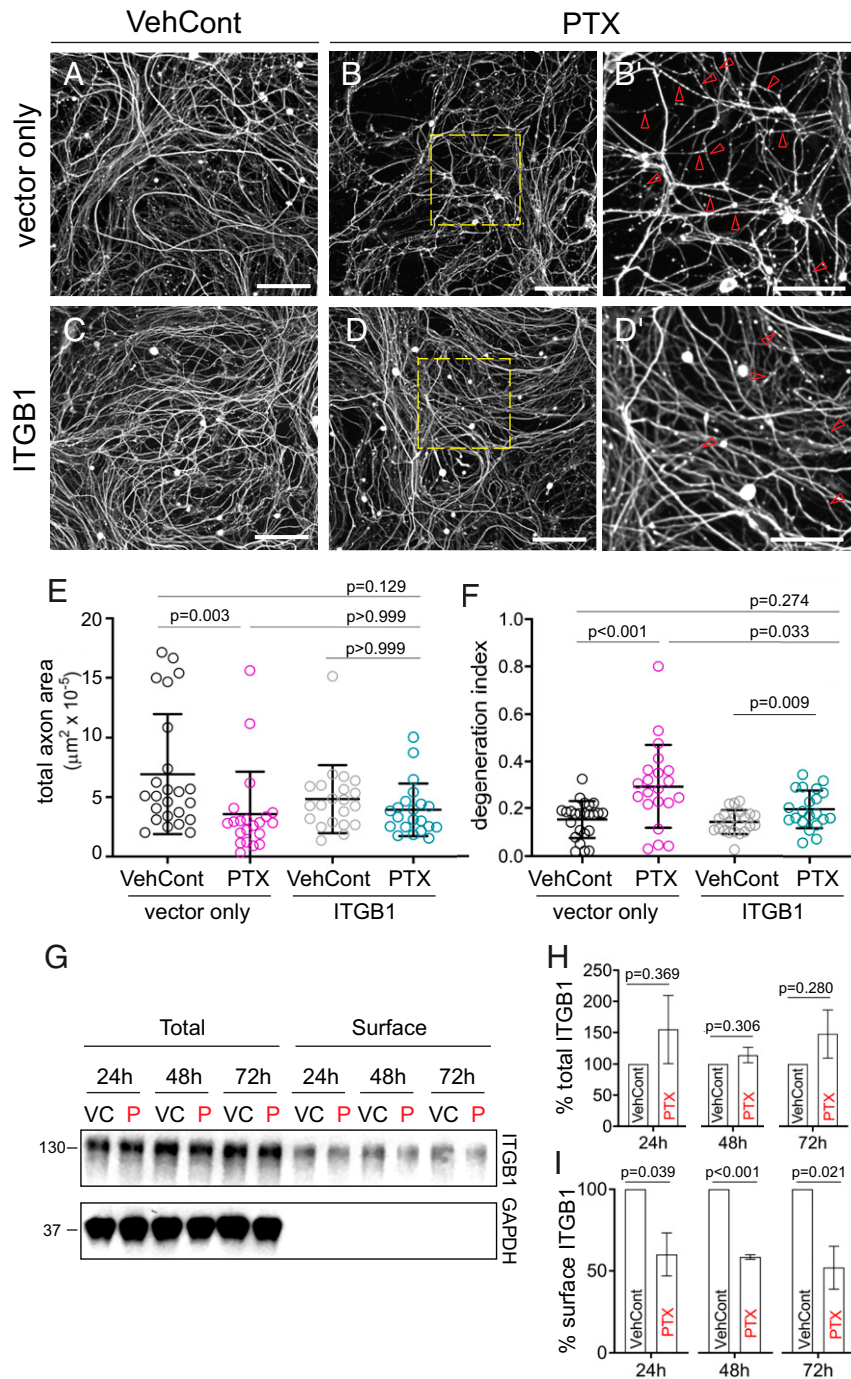 VehCont PTX
vector only
A B B'
ITGB1
C D D'
E
p=0.129
p=0.003 p>0.999
p>0.999
total axon area
(μm² x 10⁻⁵)
20
15
10
5
0
VehCont PTX VehCont PTX
vector only ITGB1
F
p=0.274
p<0.001 p=0.033
p=0.009
degeneration index
1.0
0.8
0.6
0.4
0.2
0.0
VehCont PTX VehCont PTX
vector only ITGB1
G
Total Surface
24h 48h 72h 24h 48h 72h
VC P VC P VC P VC P VC P VC P
130
ITGB1
37
GAPDH
H
% total ITGB1
250
200
150
100
50
0
p=0.369 p=0.306 p=0.280
VehCont PTX VehCont PTX VehCont PTX
24h 48h 72h
I
% surface ITGB1
p=0.039 p<0.001 p=0.021
100
50
0
VehCont PTX VehCont PTX VehCont PTX
24h 48h 72h